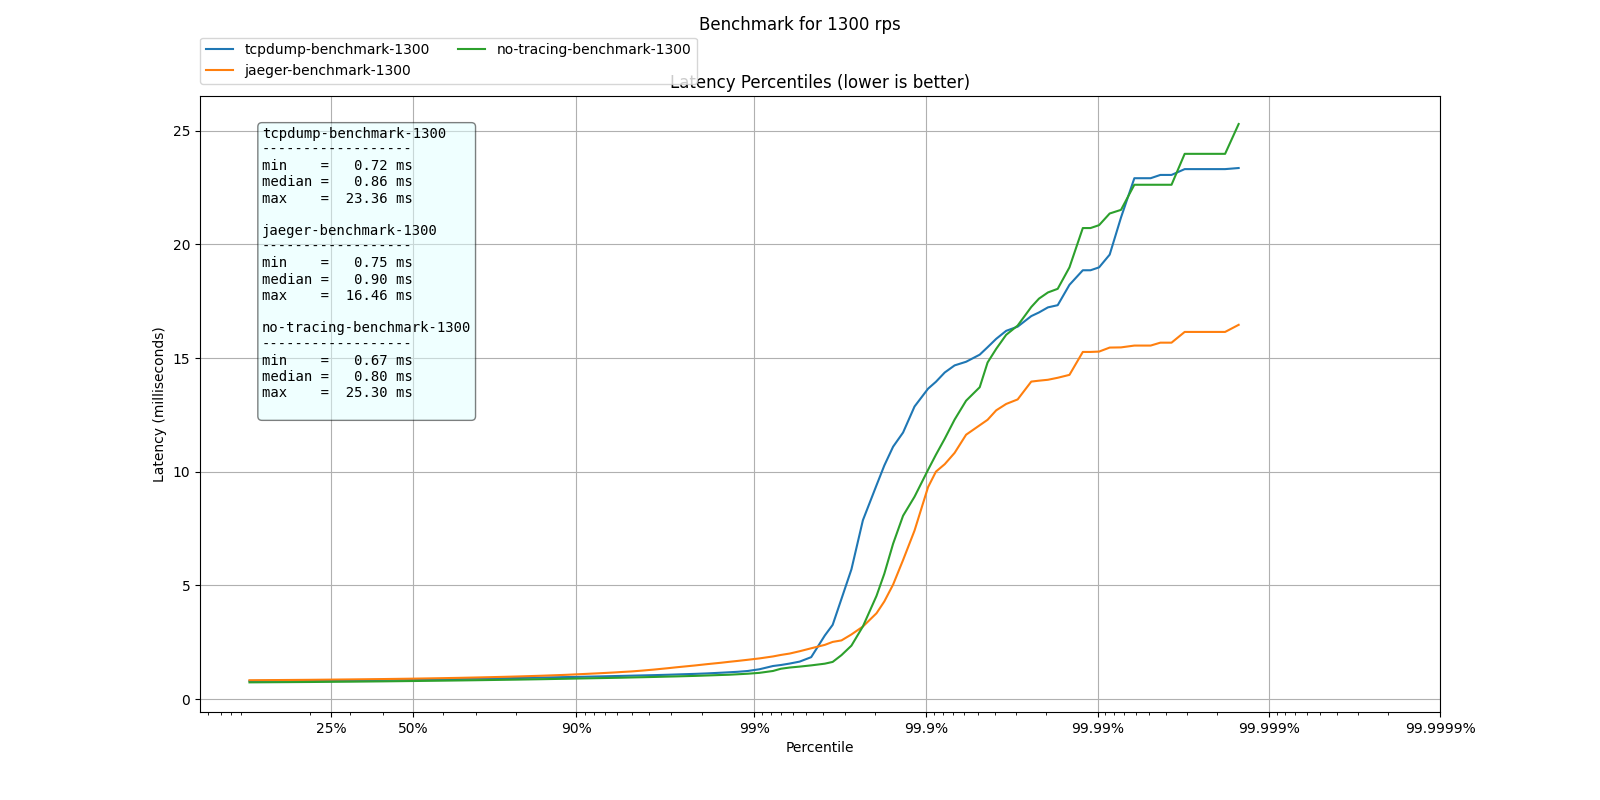 Benchmark for 1300 rps
tcpdump-benchmark-1300
no-tracing-benchmark-1300
jaeger-benchmark-1300
Latency Percentiles (lower is better)
tcpdump-benchmark-1300
------------------
min    =   0.72 ms
median =   0.86 ms
max    =  23.36 ms
jaeger-benchmark-1300
------------------
min    =   0.75 ms
median =   0.90 ms
max    =  16.46 ms
no-tracing-benchmark-1300
------------------
min    =   0.67 ms
median =   0.80 ms
max    =  25.30 ms
25
20
15
10
5
0
Latency (milliseconds)
25% 50% 90% 99% 99.9% 99.99% 99.999% 99.9999%
Percentile